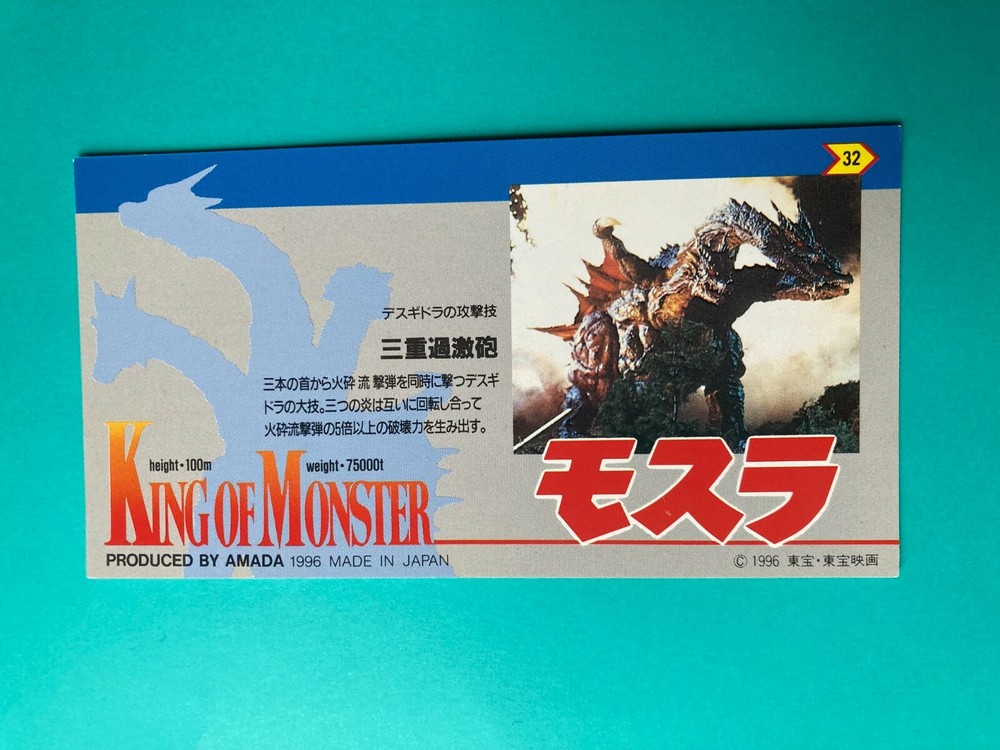 32
デスギドラの攻撃技
三重過激砲
三本の首から火砕流撃弾を同時に撃つデスギ
ドラの大技。三つの炎は互いに回転し合って
火砕流撃弾の5倍以上の破壊力を生み出す。
height・100m weight・75000t
KING OF MONSTER
モスラ
PRODUCED BY AMADA 1996 MADE IN JAPAN
© 1996 東宝・東宝映画